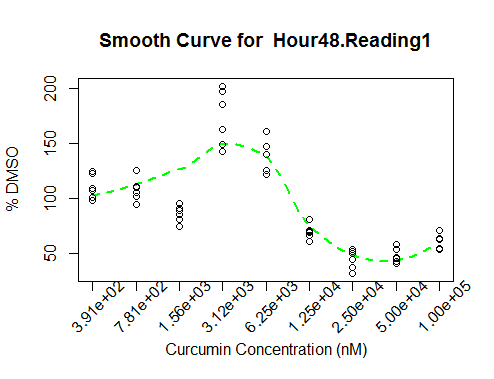 Smooth Curve for Hour48.Reading1
% DMSO
200
150
100
50
3.91e+02 7.81e+02 1.56e+03 3.12e+03 6.25e+03 1.25e+04 2.50e+04 5.00e+04 1.00e+05
Curcumin Concentration (nM)